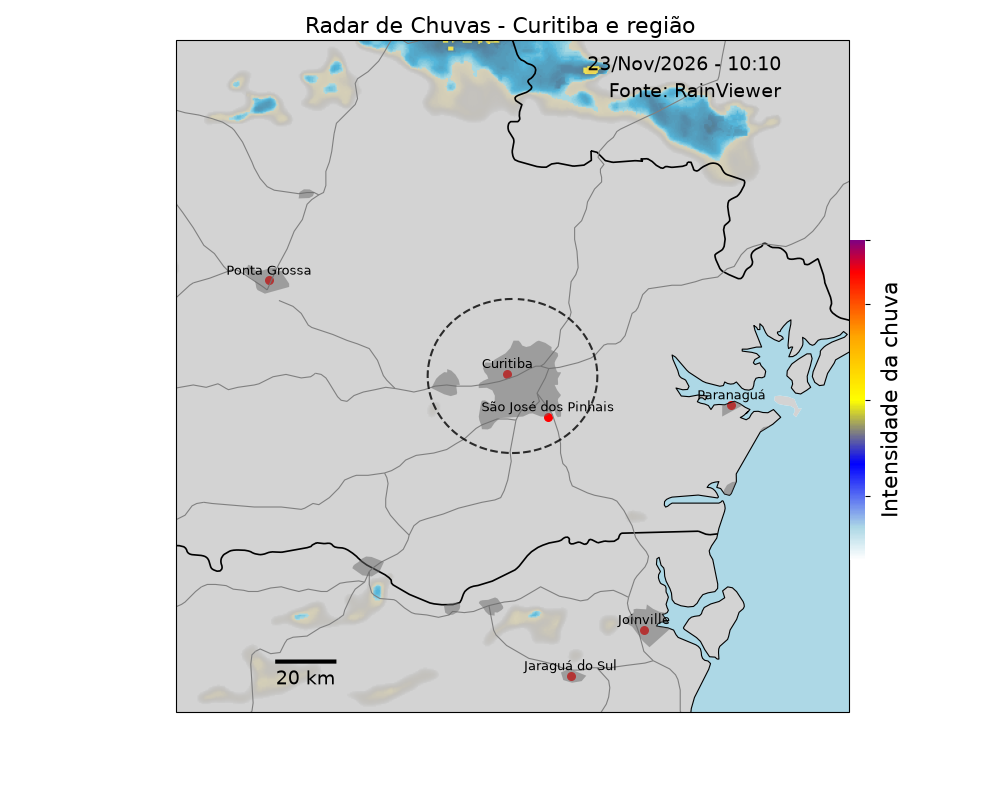 Radar de Chuvas - Curitiba e região
23/Nov/2026 - 10:10
Fonte: RainViewer
Ponta Grossa
Curitiba
Paranaguá
São José dos Pinhais
Joinville
Jaraguá do Sul
20 km
Intensidade da chuva